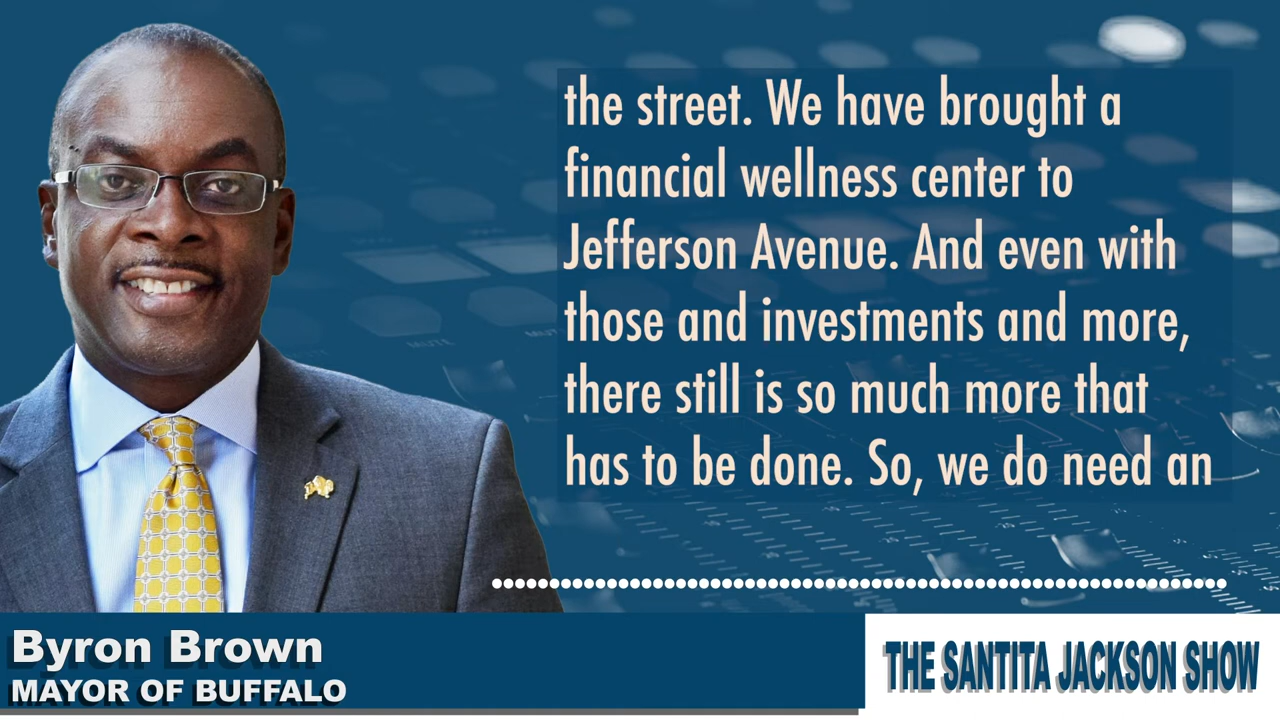 the street. We have brought a
financial wellness center to
Jefferson Avenue. And even with
those and investments and more,
there still is so much more that
has to be done. So, we do need an
Byron Brown
MAYOR OF BUFFALO
THE SANTITA JACKSON SHOW